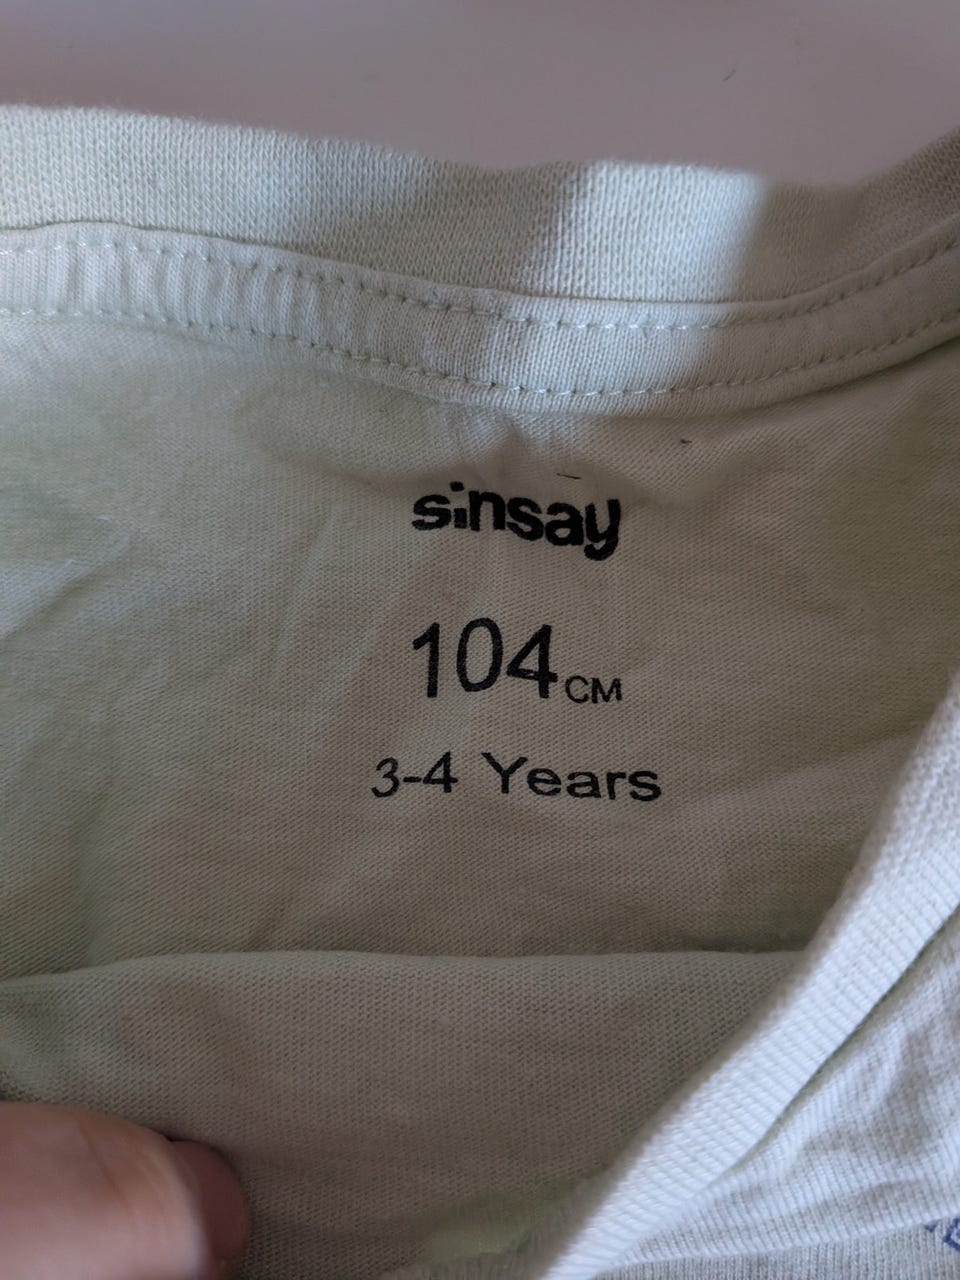 sinsay
104 CM
3-4 Years